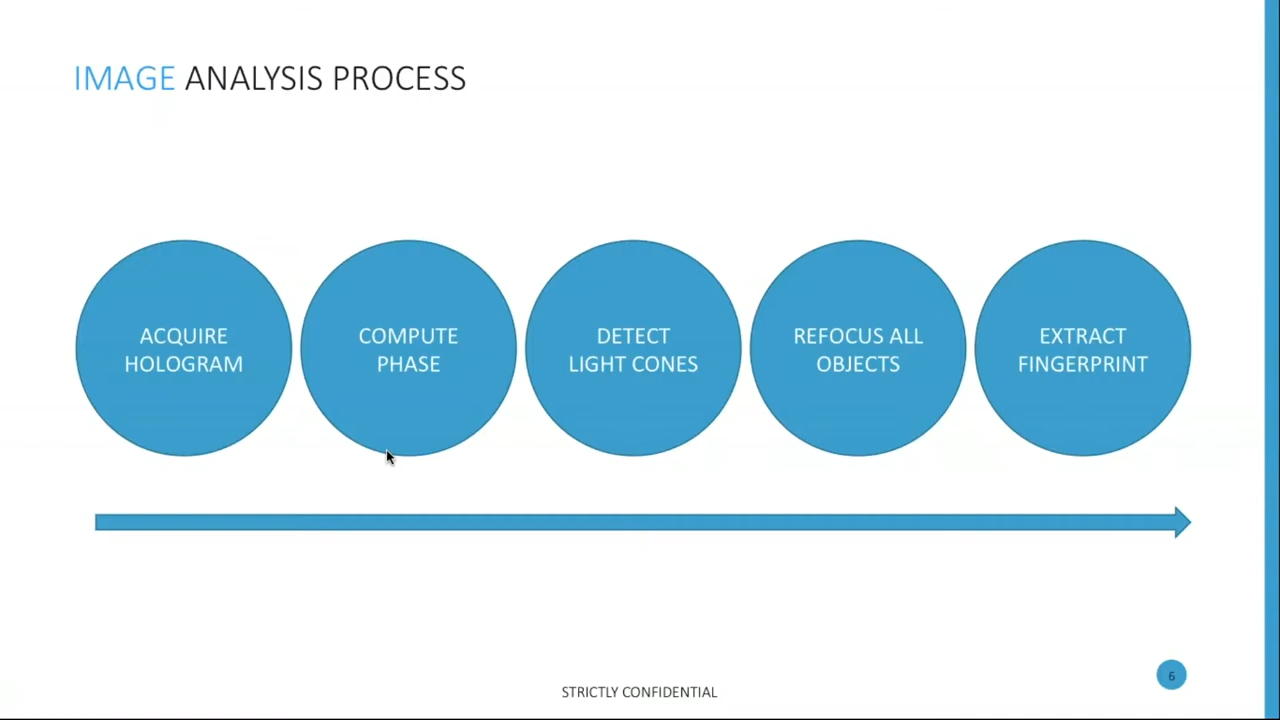 IMAGE ANALYSIS PROCESS
ACQUIRE
HOLOGRAM
COMPUTE
PHASE
DETECT
LIGHT CONES
REFOCUS ALL
OBJECTS
EXTRACT
FINGERPRINT
6
STRICTLY CONFIDENTIAL